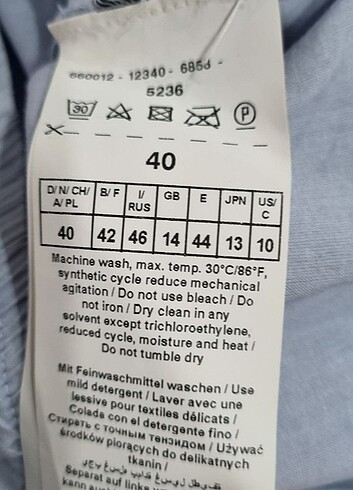 660012 - 12340 - 685d -
5236
30 P
40
D/ N/ CH/ A/ PL B/ F I/ RUS GB E JPN US/ C
40 42 46 14 44 13 10
Machine wash, max. temp. 30°C/86°F,
synthetic cycle reduce mechanical
agitation / Do not use bleach / Do
not iron / Dry clean in any
solvent except trichloroethylene,
reduced cycle, moisture and heat /
Do not tumble dry
Mit Feinwaschmittel waschen / Use
mild detergent / Laver avec une
lessive pour textiles délicats /
Colada con el detergente fino /
Стирать с точным тензидом / Używać
środków piorących do delikatnych
tkanin /
Separat auf links